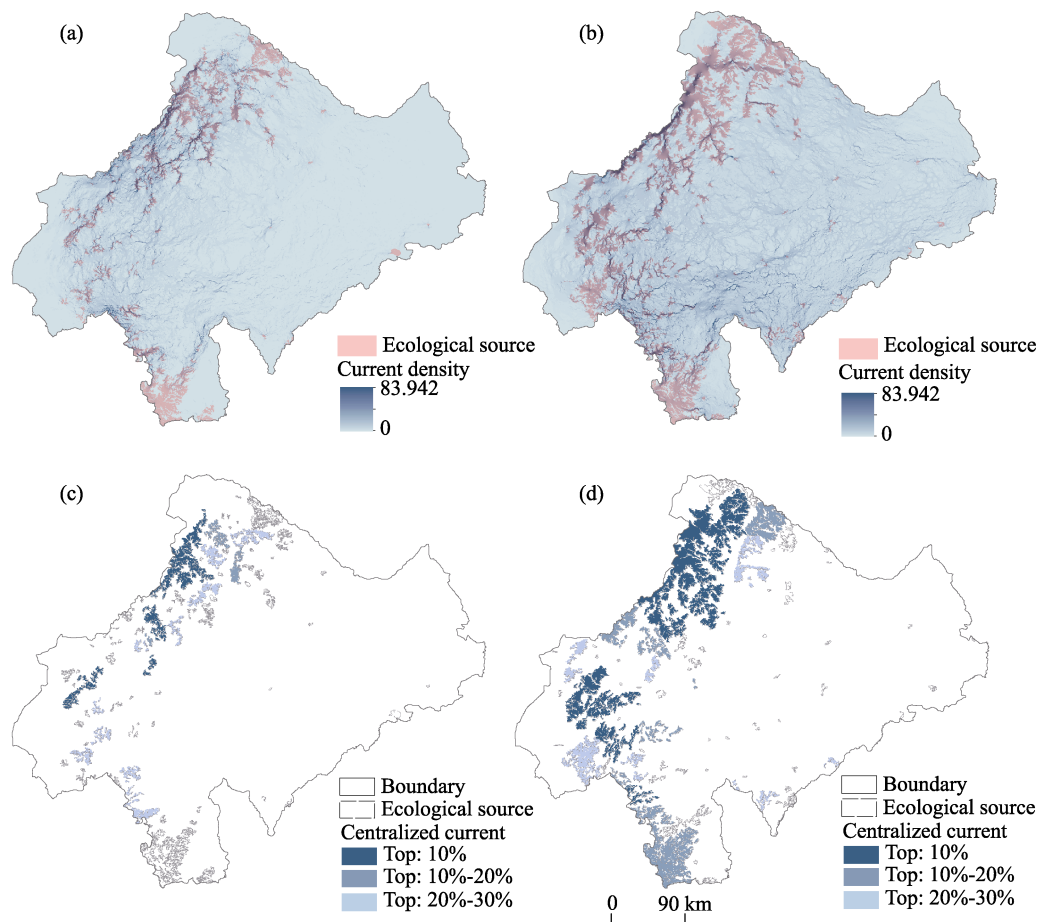 (a)
Ecological source
Current density
83.942
0
(b)
Ecological source
Current density
83.942
0
(c)
Boundary
Ecological source
Centralized current
Top: 10%
Top: 10%-20%
Top: 20%-30%
(d)
Boundary
Ecological source
Centralized current
Top: 10%
Top: 10%-20%
Top: 20%-30%
0 90 km